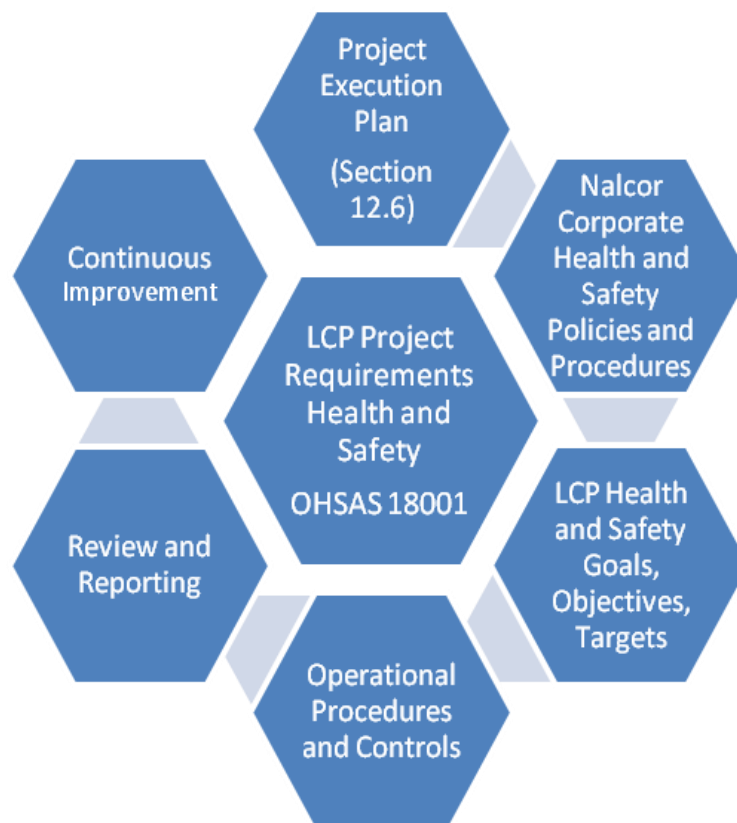 Project
Execution
Plan
(Section
12.6)
Nalcor
Corporate
Health and
Safety
Policies and
Procedures
LCP Health
and Safety
Goals,
Objectives,
Targets
Operational
Procedures
and Controls
Review and
Reporting
Continuous
Improvement
LCP Project
Requirements
Health and
Safety
OHSAS 18001